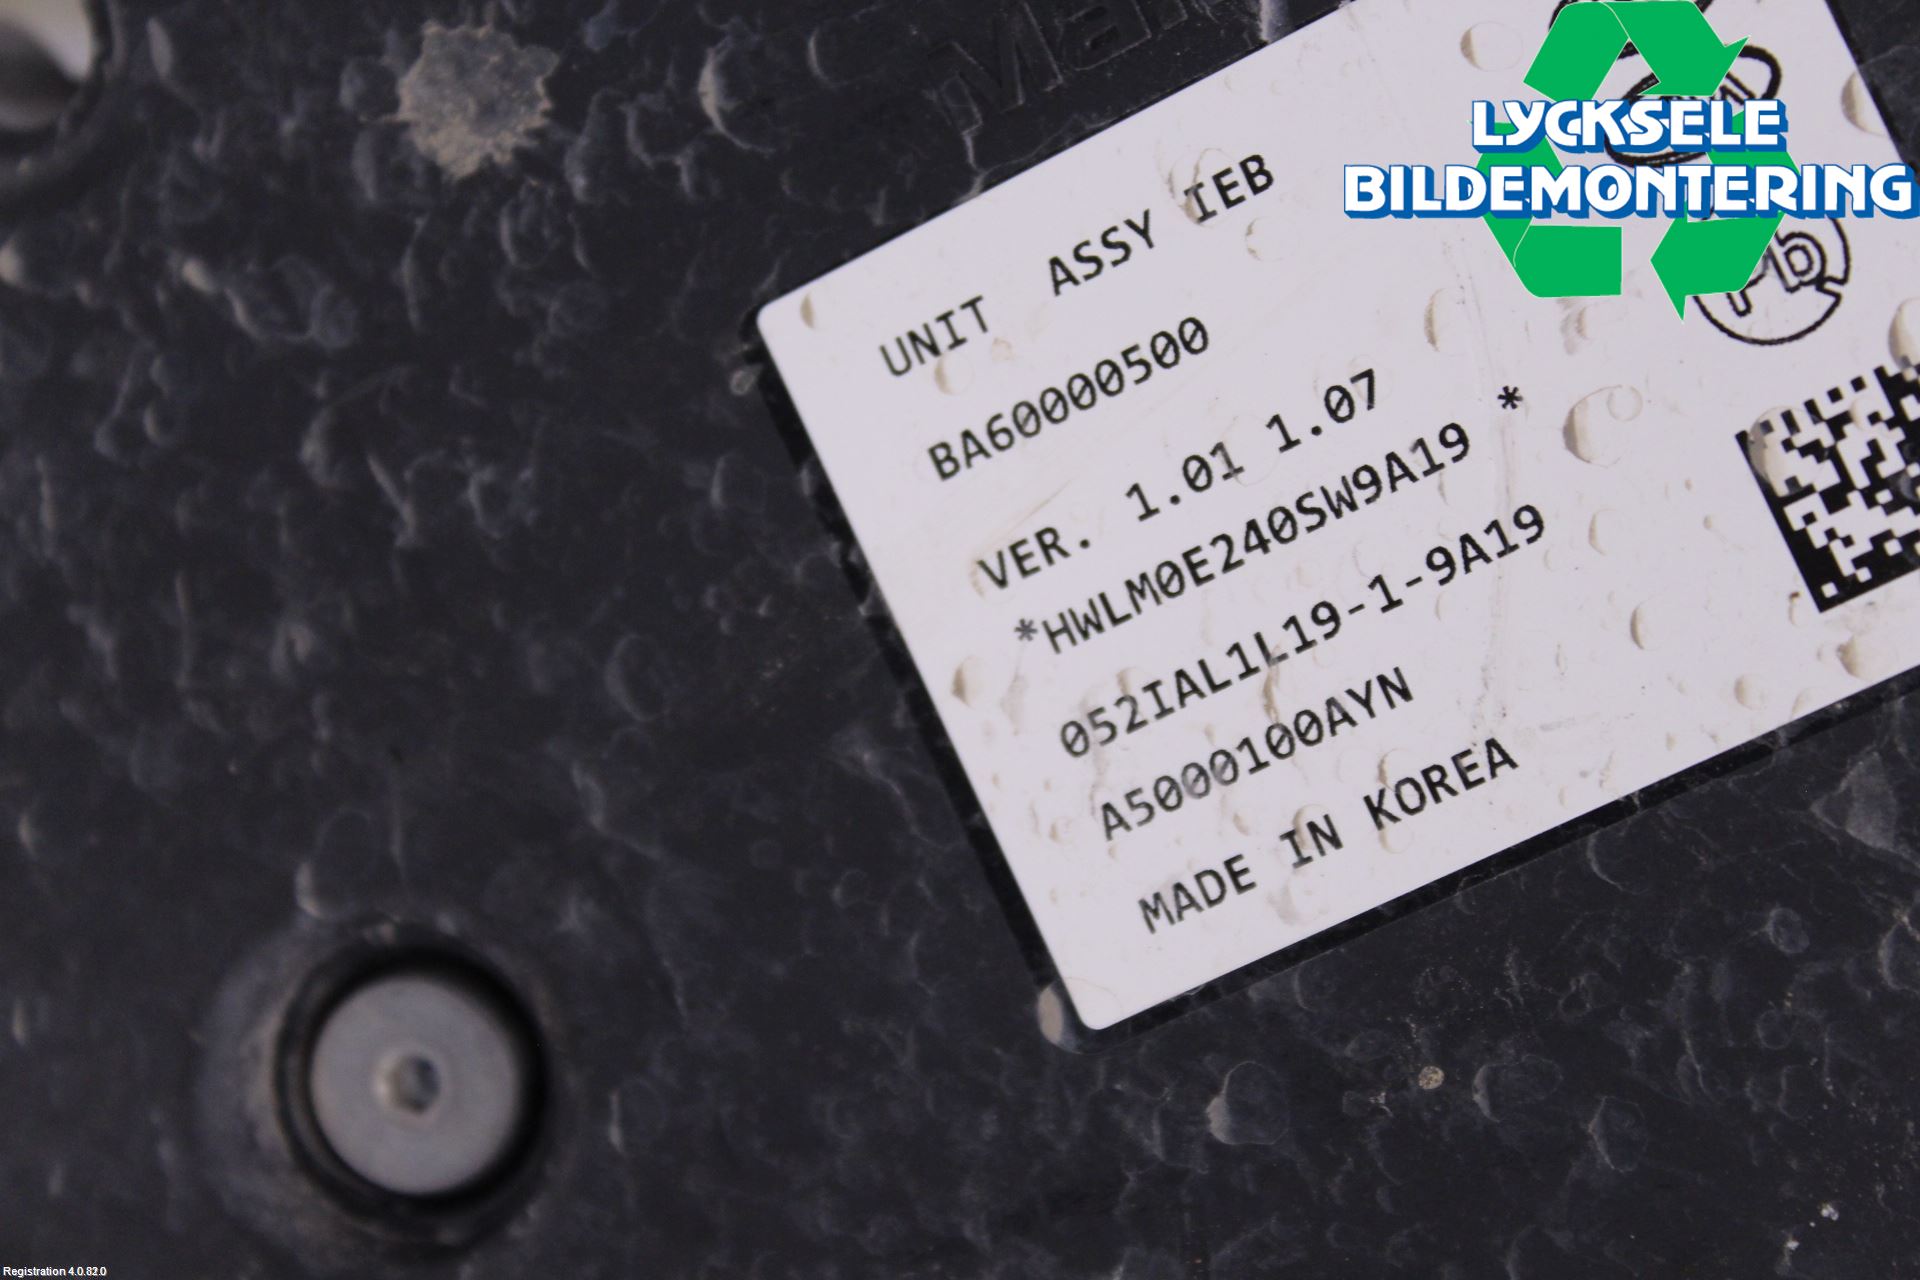 LYCKSELE
BILDEMONTERING
UNIT ASSY IEB
BA60000500
VER. 1.01 1.07
*HWLM0E240SW9A19 *
052IAL1L19-1-9A19
A5000100AYN
MADE IN KOREA
Pb
Registration 4.0.82.0